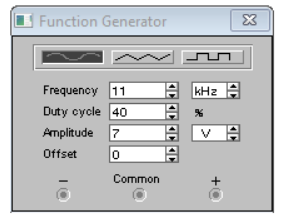 Function Generator
Frequency 11 kHz
Duty cycle 40 %
Amplitude 7 V
Offset 0
− Common +